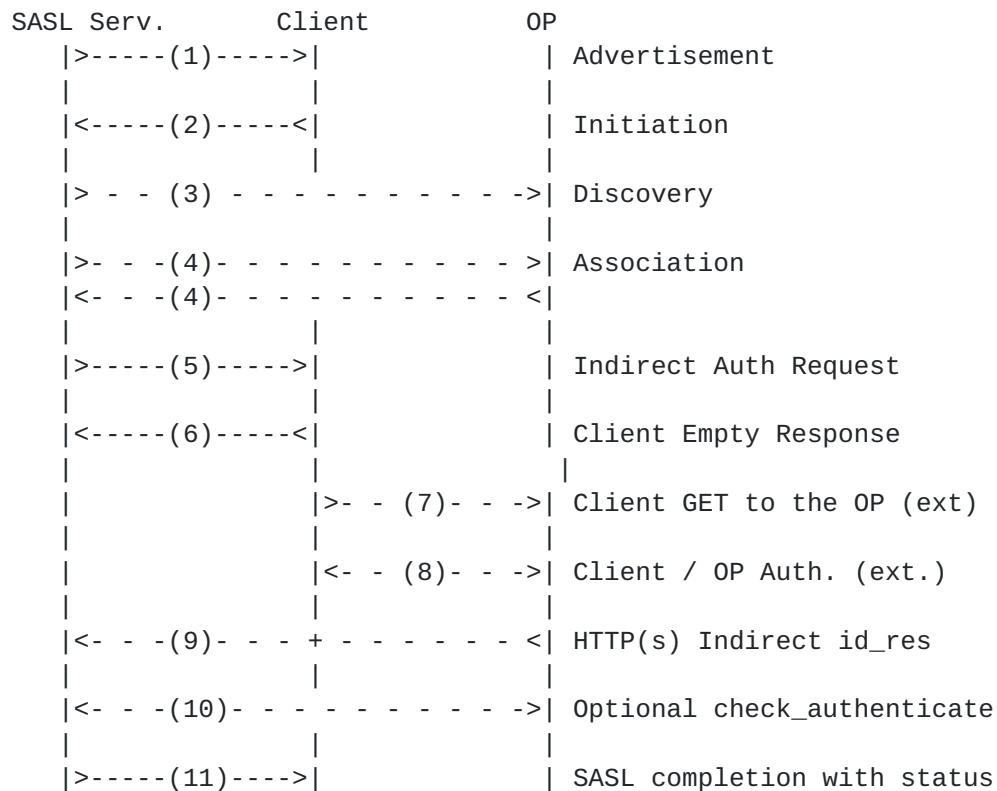 SASL Serv.       Client          OP
    |>-----(1)----->|               | Advertisement
    |               |               |
    |<-----(2)-----<|               | Initiation
    |               |               |
    |> - - (3) - - - - - - - - - ->| Discovery
    |                               |
    |>- - -(4)- - - - - - - - - - >| Association
    |<- - -(4)- - - - - - - - - - <|
    |               |               |
    |>-----(5)----->|               | Indirect Auth Request
    |               |               |
    |<-----(6)-----<|               | Client Empty Response
    |               |                |
    |               |>- - (7)- - ->| Client GET to the OP (ext)
    |               |               |
    |               |<- - (8)- - ->| Client / OP Auth. (ext.)
    |               |               |
    |<- - -(9)- - - + - - - - - - <| HTTP(s) Indirect id_res
    |               |               |
    |<- - -(10)- - - - - - - - - ->| Optional check_authenticate
    |               |               |
    |>-----(11)---->|               | SASL completion with status